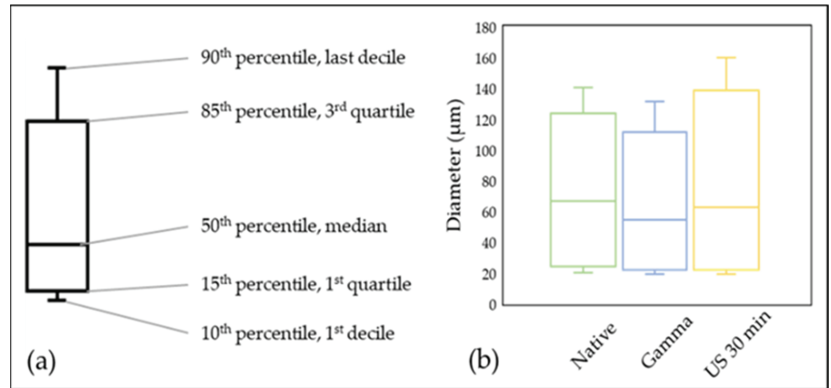 90th percentile, last decile
85th percentile, 3rd quartile
50th percentile, median
15th percentile, 1st quartile
10th percentile, 1st decile
(a)
Diameter (µm)
180
160
140
120
100
80
60
40
20
0
Native
Gamma
US 30 min
(b)